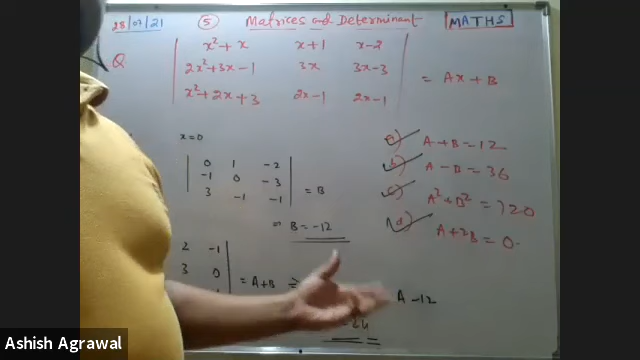 28/07/21 (5) Matrices and Determinant MATHS
Q | x²+x x+1 x-2 |
| 2x²+3x-1 3x 3x-3 | = Ax+B
| x²+2x+3 2x-1 2x-1 |
x=0
| 0 1 -2 |
| -1 0 -3 | = B
| 3 -1 -1 |
⇒ B = -12
2 -1 |
3 0 | = A+B ⇒
A -12
24
a) A+B = 12
b) A-B = 36
c) A²+B² = 720
d) A+2B = 0
Ashish Agrawal